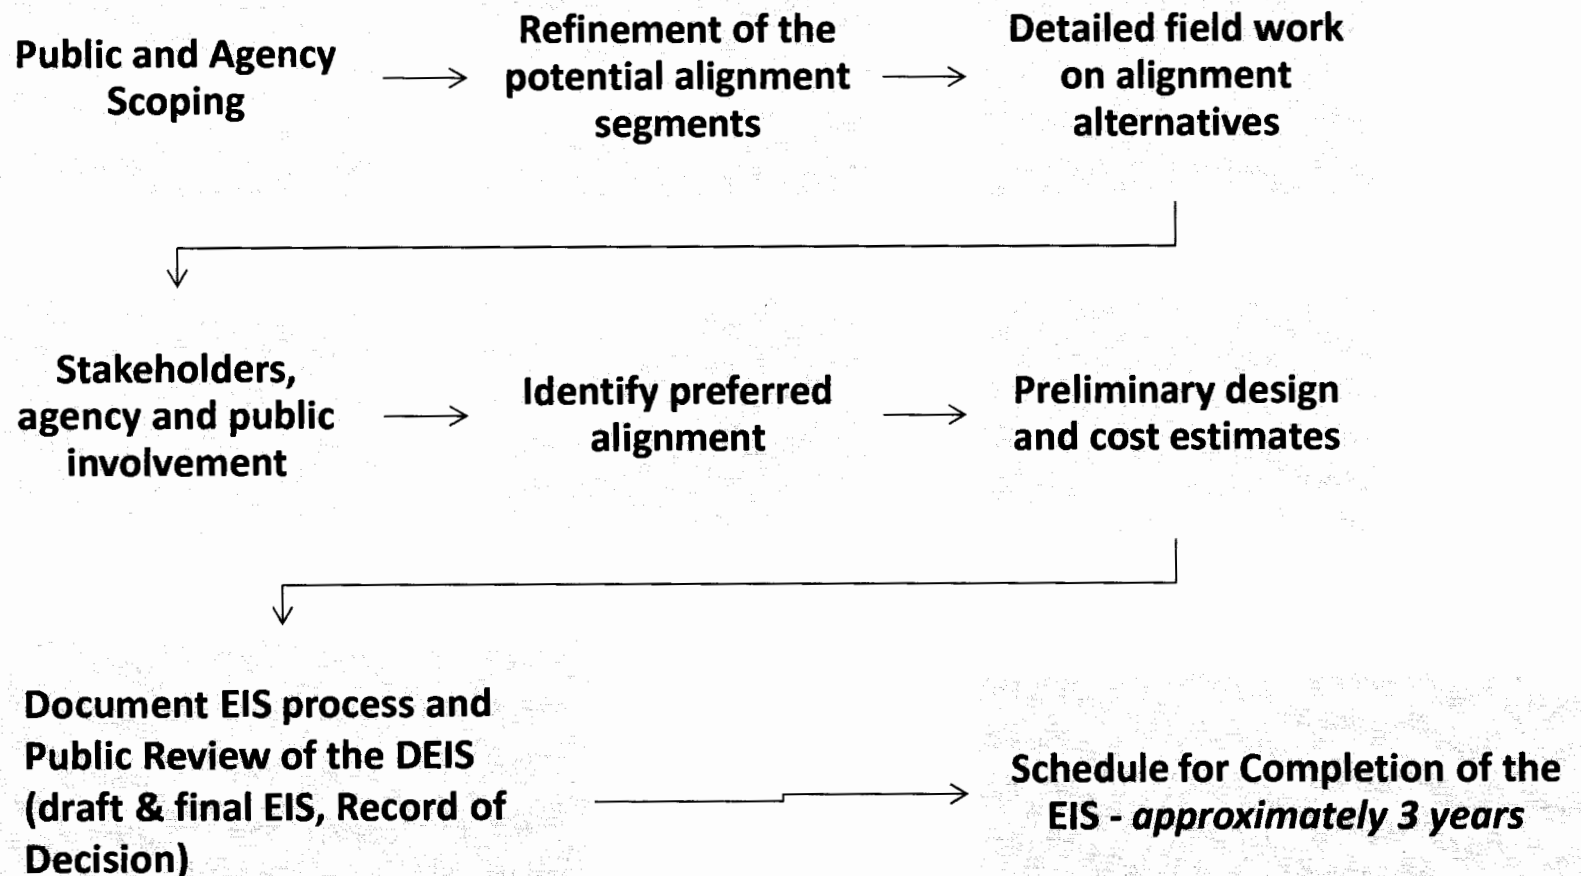 Public and Agency
Scoping
Refinement of the
potential alignment
segments
Detailed field work
on alignment
alternatives
Stakeholders,
agency and public
involvement
Identify preferred
alignment
Preliminary design
and cost estimates
Document EIS process and
Public Review of the DEIS
(draft & final EIS, Record of
Decision)
Schedule for Completion of the
EIS - approximately 3 years